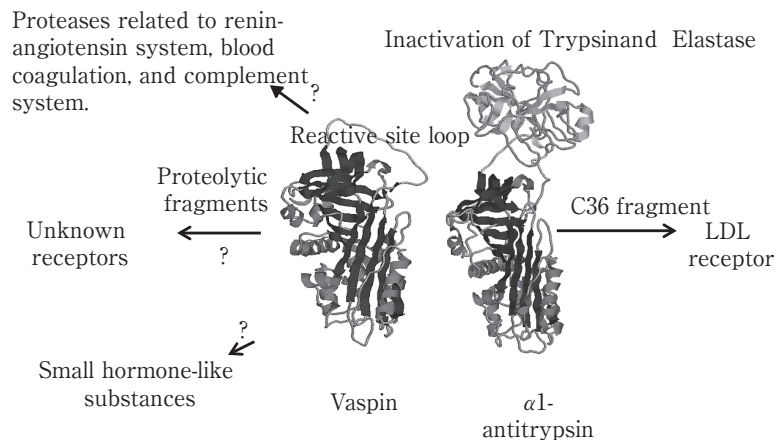 Proteases related to renin-
angiotensin system, blood
coagulation, and complement
system.
?
Inactivation of Trypsinand Elastase
Reactive site loop
Proteolytic
fragments
Unknown
receptors
?
C36 fragment
LDL
receptor
?
Small hormone-like
substances
Vaspin
α1-
antitrypsin